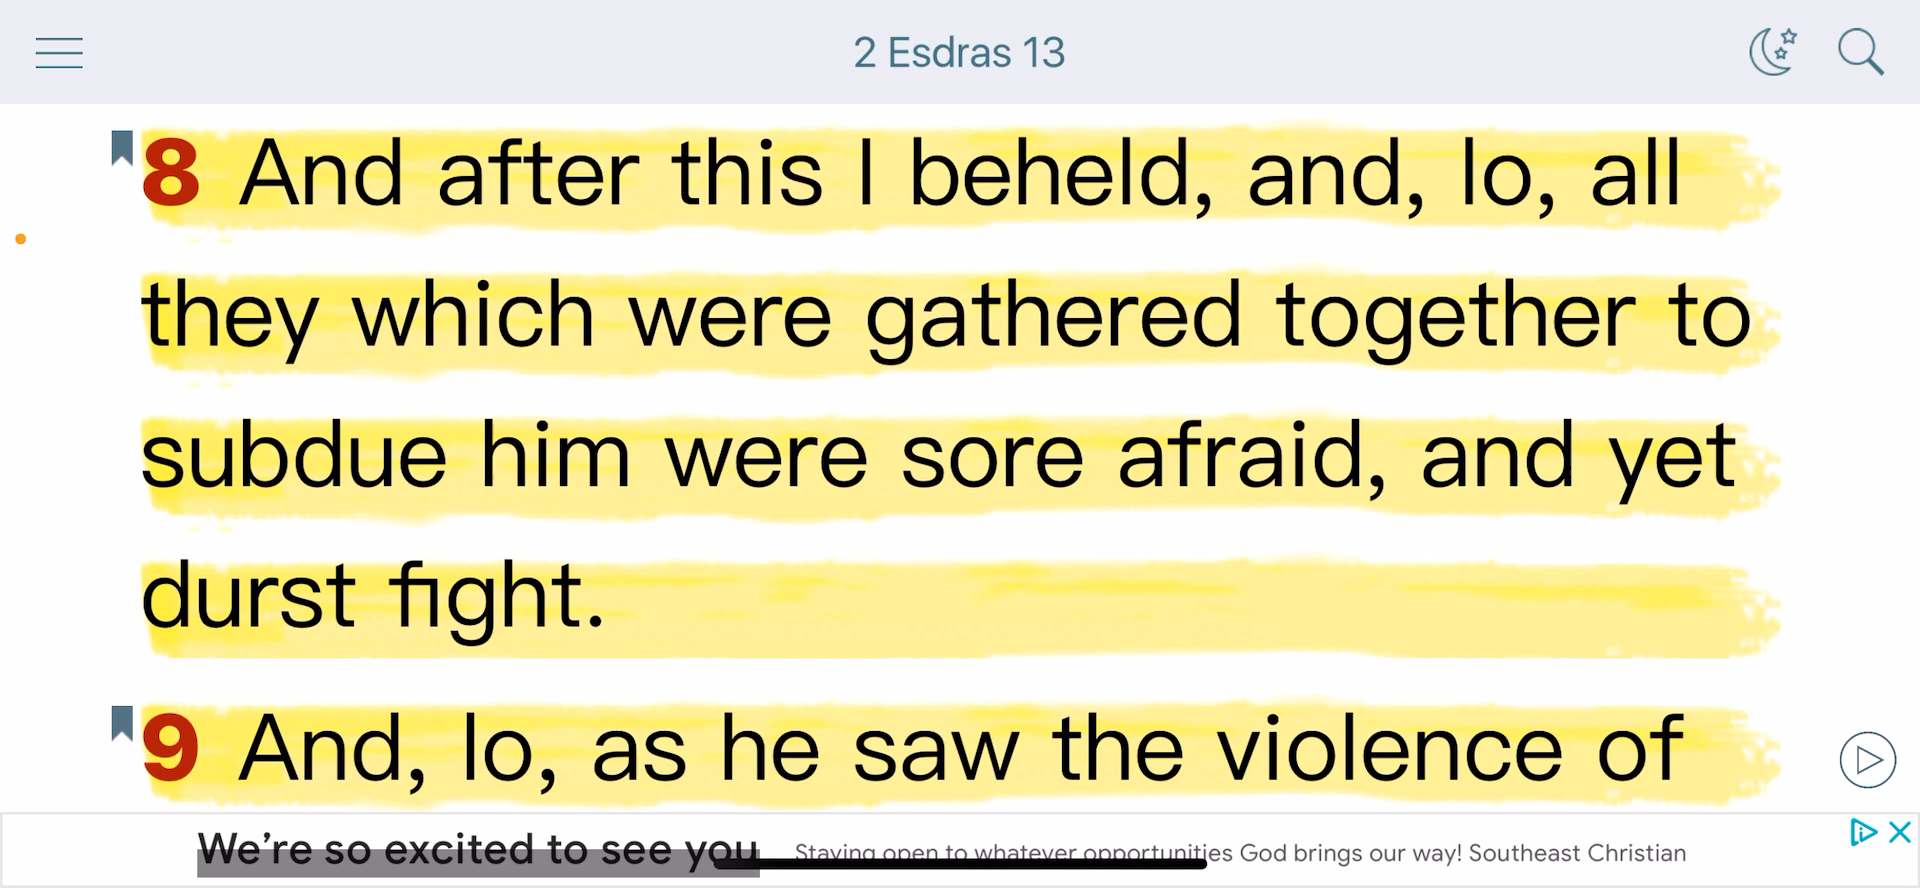 2 Esdras 13
8 And after this I beheld, and, lo, all
they which were gathered together to
subdue him were sore afraid, and yet
durst fight.
9 And, lo, as he saw the violence of
We're so excited to see you
Staying open to whatever opportunities God brings our way! Southeast Christian